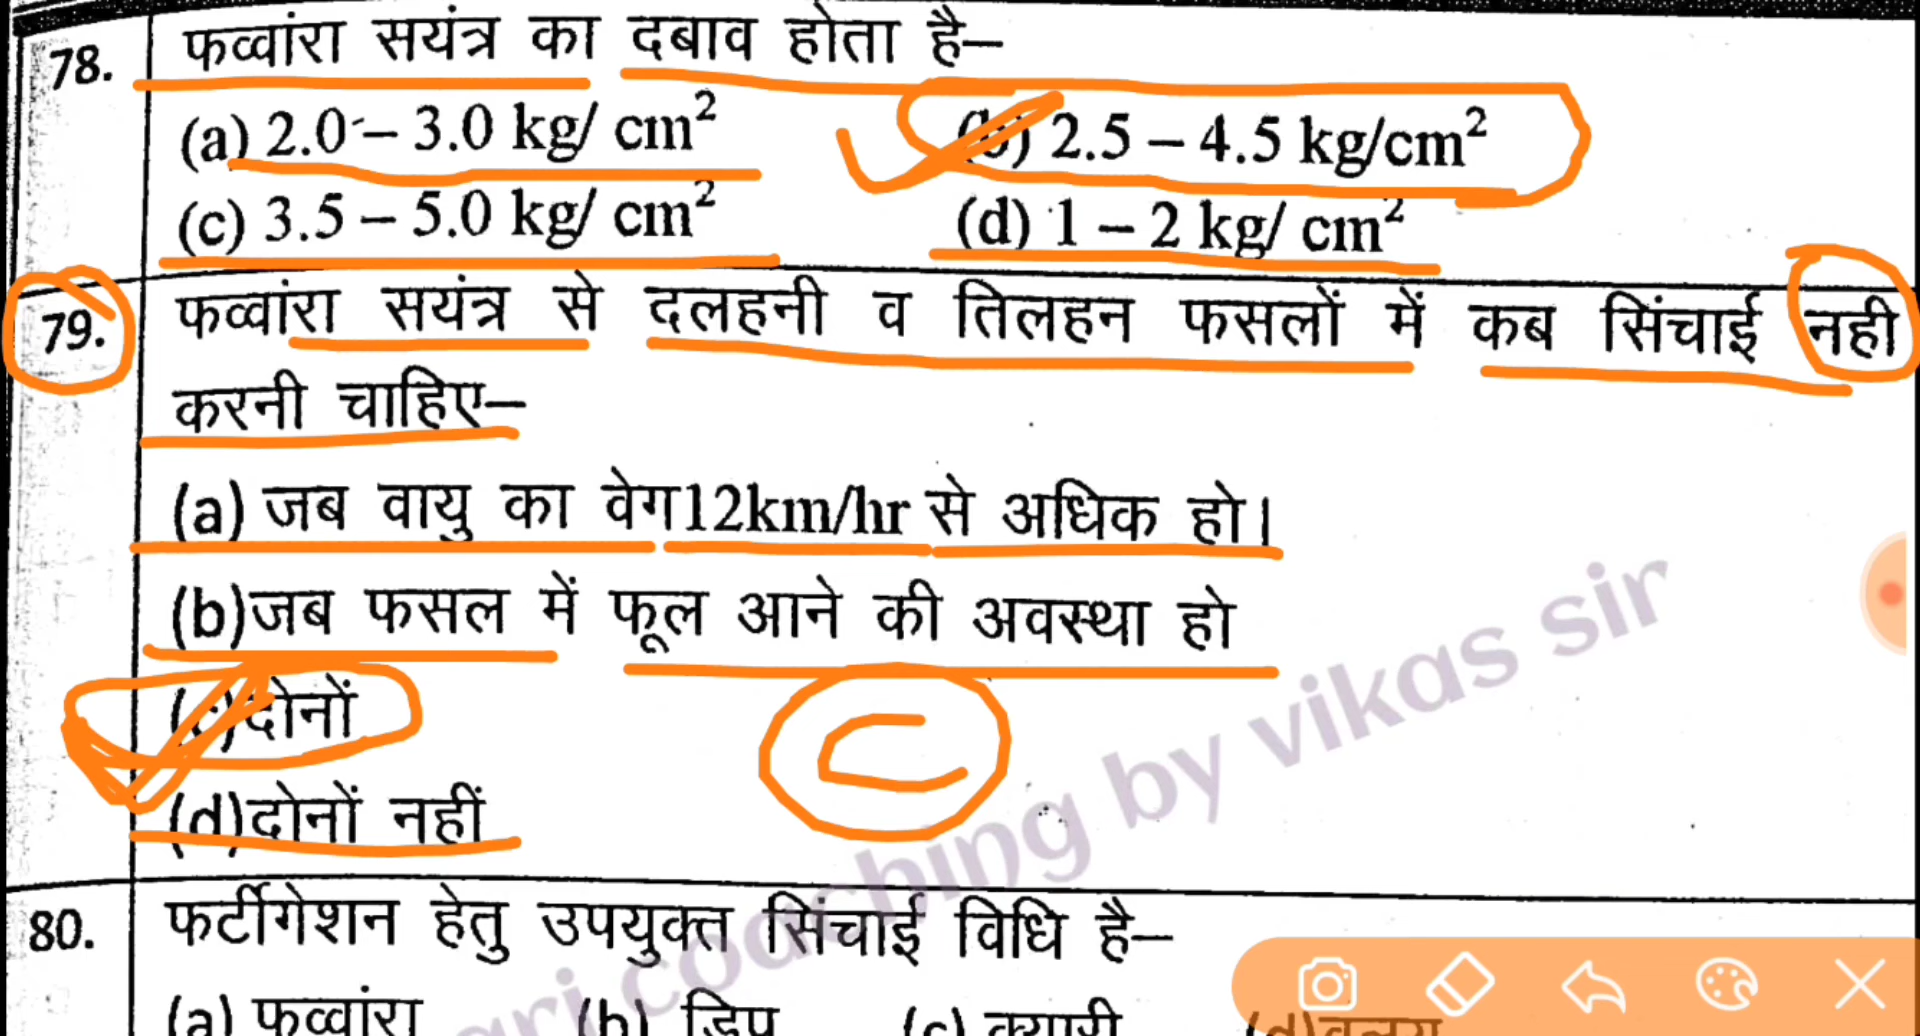 78. फव्वांरा सयंत्र का दबाव होता है–
(a) 2.0 – 3.0 kg/ cm² (b) 2.5 – 4.5 kg/cm²
(c) 3.5 – 5.0 kg/ cm² (d) 1 – 2 kg/ cm²
79. फव्वांरा सयंत्र से दलहनी व तिलहन फसलों में कब सिंचाई नही
करनी चाहिए–
(a) जब वायु का वेग12km/hr से अधिक हो।
(b)जब फसल में फूल आने की अवस्था हो
(c)दोनों
C
(d)दोनों नहीं
80. फर्टीगेशन हेतु उपयुक्त सिंचाई विधि है–
(a) फव्वांरा (b) ड्रिप (c) क्यारी (d)
coaching by vikas sir